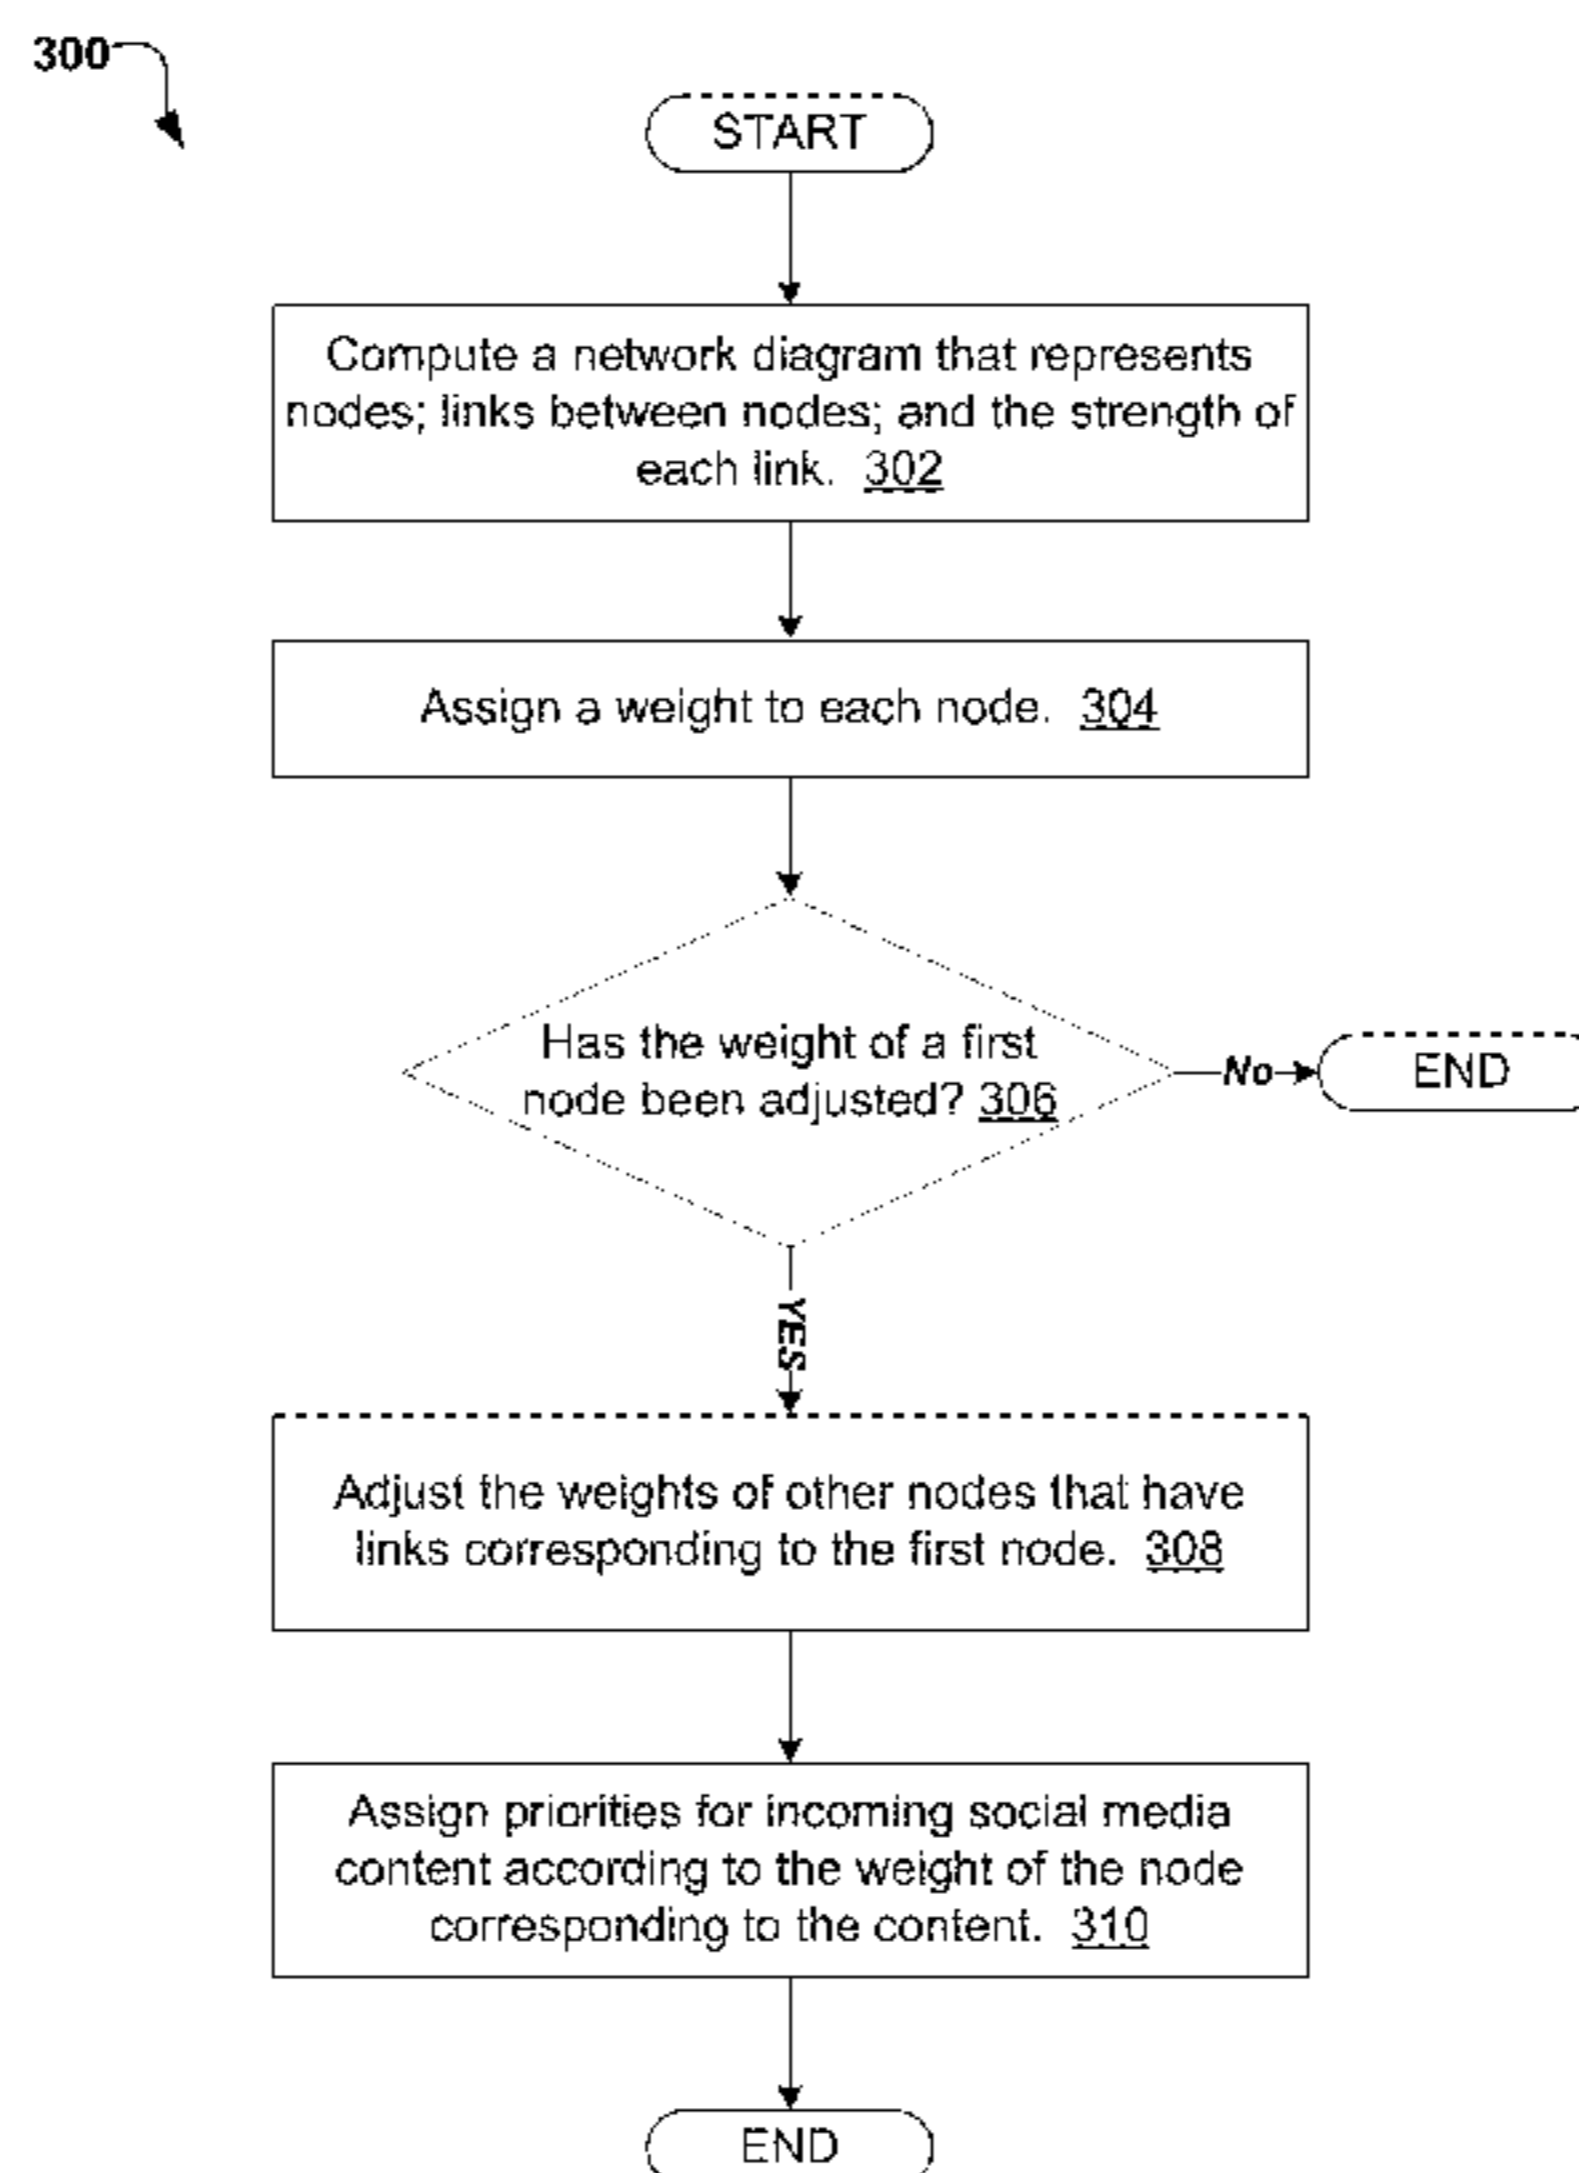 300
START
Compute a network diagram that represents
nodes; links between nodes; and the strength of
each link. 302
Assign a weight to each node. 304
Has the weight of a first
node been adjusted? 306
No
END
YES
Adjust the weights of other nodes that have
links corresponding to the first node. 308
Assign priorities for incoming social media
content according to the weight of the node
corresponding to the content. 310
END